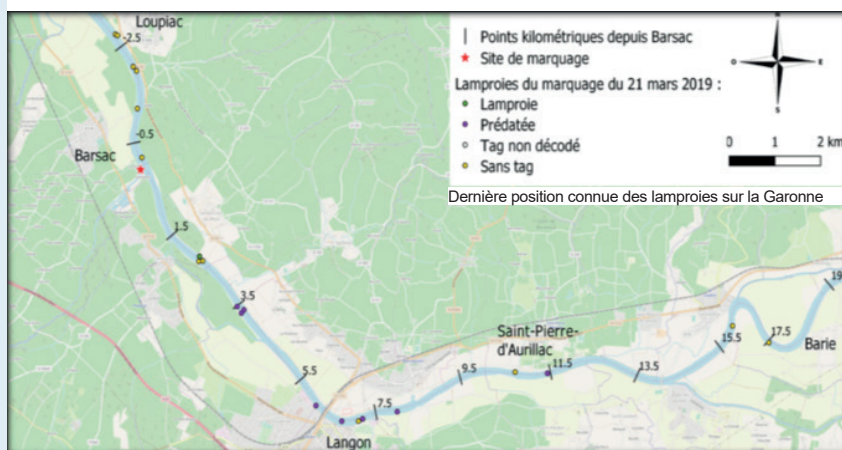 Loupiac
-2.5
-0.5
Barsac
1.5
3.5
5.5
7.5
Langon
9.5
Saint-Pierre-
d'Aurillac
11.5
13.5
15.5
17.5
19
Barie
Points kilométriques depuis Barsac
Site de marquage
Lamproies du marquage du 21 mars 2019 :
Lamproie
Prédatée
Tag non décodé
Sans tag
N
O
E
S
0 1 2 km
Dernière position connue des lamproies sur la Garonne